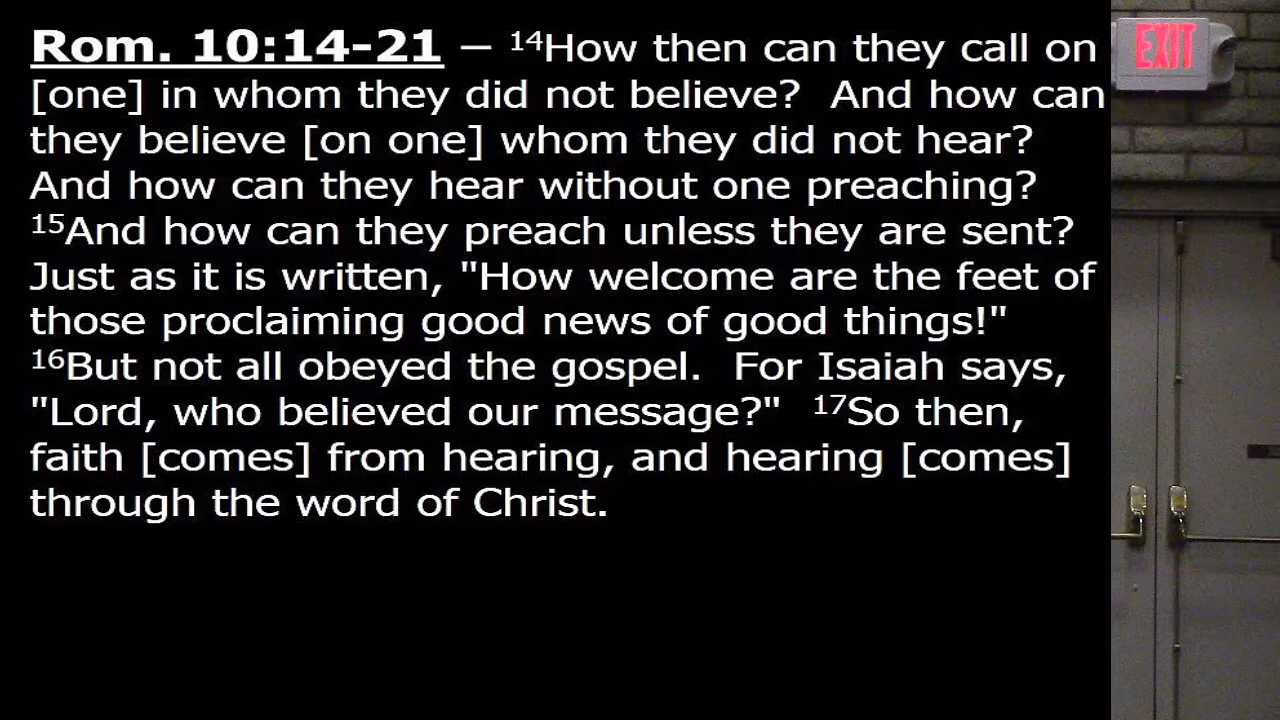 Rom. 10:14-21 – 14How then can they call on
[one] in whom they did not believe?  And how can
they believe [on one] whom they did not hear?
And how can they hear without one preaching?
15And how can they preach unless they are sent?
Just as it is written, "How welcome are the feet of
those proclaiming good news of good things!"
16But not all obeyed the gospel.  For Isaiah says,
"Lord, who believed our message?"  17So then,
faith [comes] from hearing, and hearing [comes]
through the word of Christ.
EXIT